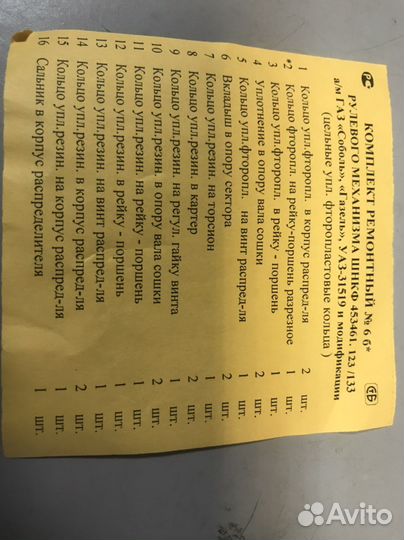 КОМПЛЕКТ РЕМОНТНЫЙ № 6 б*
РУЛЕВОГО МЕХАНИЗМА ШНКФ 453461. 123 /133
а/м ГАЗ-«Соболь», «Газель», УАЗ-31519 и модификации
(цельные упл. фторопластовые кольца )
1 Кольцо упл.фторопл. в корпус распред-ля 2 шт.
*2 Кольцо фторопл. на рейку-поршень разрезное 1 шт.
3 Кольцо упл.фторопл. в рейку - поршень 1 шт.
4 Уплотнение в опору вала сошки 2 шт.
5 Кольцо упл.фторопл. на винт распред-ля 1 шт.
6 Вкладыш в опору сектора 2 шт.
7 Кольцо упл.резин. на торсион 1 шт.
8 Кольцо упл.резин. в картер 2 шт.
9 Кольцо упл.резин. на регул. гайку винта 1 шт.
10 Кольцо упл.резин. в опору вала сошки 2 шт.
11 Кольцо упл.резин. на рейку - поршень 1 шт.
12 Кольцо упл.резин. в рейку - поршень 1 шт.
13 Кольцо упл.резин. на винт распред-ля 1 шт.
14 Кольцо упл.резин. в корпус распред-ля 2 шт.
15 Кольцо упл.резин. на корпус распред-ля 1 шт.
16 Сальник в корпус распределителя 1 шт.
Avito